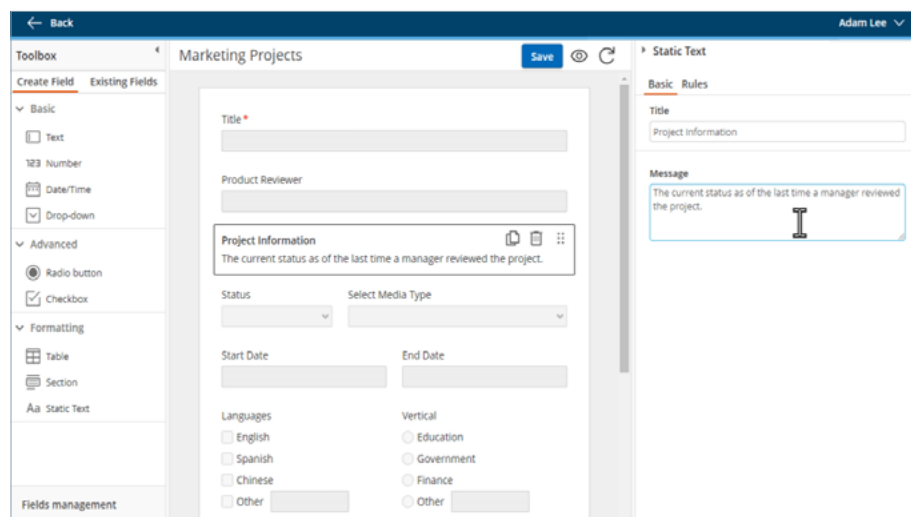 Back
Adam Lee
Toolbox
Create Field Existing Fields
Basic
Text
123 Number
Date/Time
Drop-down
Advanced
Radio button
Checkbox
Formatting
Table
Section
Aa Static Text
Fields management
Marketing Projects
Save
Title *
Product Reviewer
Project Information
The current status as of the last time a manager reviewed the project.
Status Select Media Type
Start Date End Date
Languages Vertical
English Education
Spanish Government
Chinese Finance
Other Other
Static Text
Basic Rules
Title
Project Information
Message
The current status as of the last time a manager reviewed
the project.